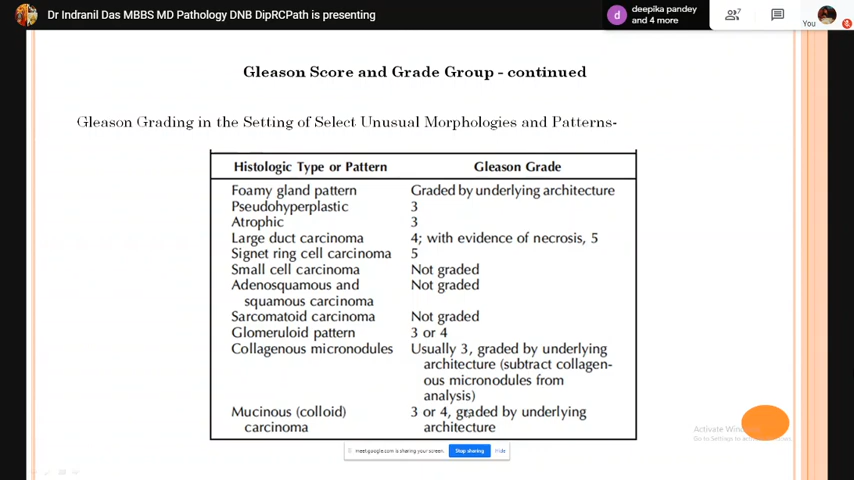 Dr Indranil Das MBBS MD Pathology DNB DipRCPath is presenting
deepika pandey
and 4 more
7
You
d
Gleason Score and Grade Group - continued
Gleason Grading in the Setting of Select Unusual Morphologies and Patterns-
Histologic Type or Pattern Gleason Grade
Foamy gland pattern Graded by underlying architecture
Pseudohyperplastic 3
Atrophic 3
Large duct carcinoma 4; with evidence of necrosis, 5
Signet ring cell carcinoma 5
Small cell carcinoma Not graded
Adenosquamous and Not graded
squamous carcinoma
Sarcomatoid carcinoma Not graded
Glomeruloid pattern 3 or 4
Collagenous micronodules Usually 3, graded by underlying
architecture (subtract collagen-
ous micronodules from
analysis)
Mucinous (colloid) 3 or 4, graded by underlying
carcinoma architecture
meet.google.com is sharing your screen. Stop sharing Hide
Activate
Go to Settings to